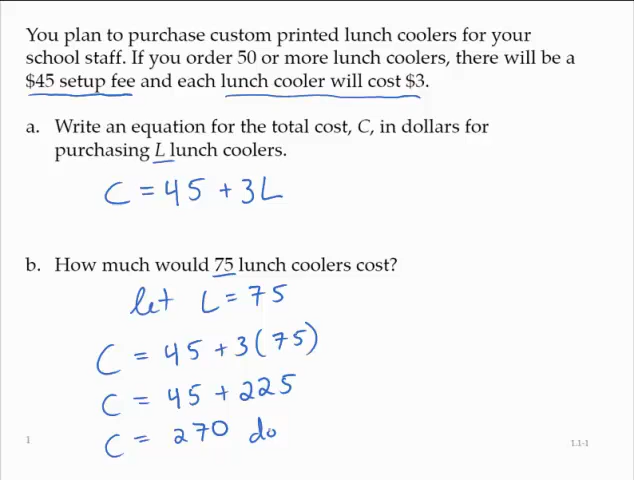 You plan to purchase custom printed lunch coolers for your
school staff. If you order 50 or more lunch coolers, there will be a
$45 setup fee and each lunch cooler will cost $3.
a. Write an equation for the total cost, C, in dollars for
purchasing L lunch coolers.
C = 45 + 3L
b. How much would 75 lunch coolers cost?
let L = 75
C = 45 + 3(75)
C = 45 + 225
C = 270 do
1
1.1-1